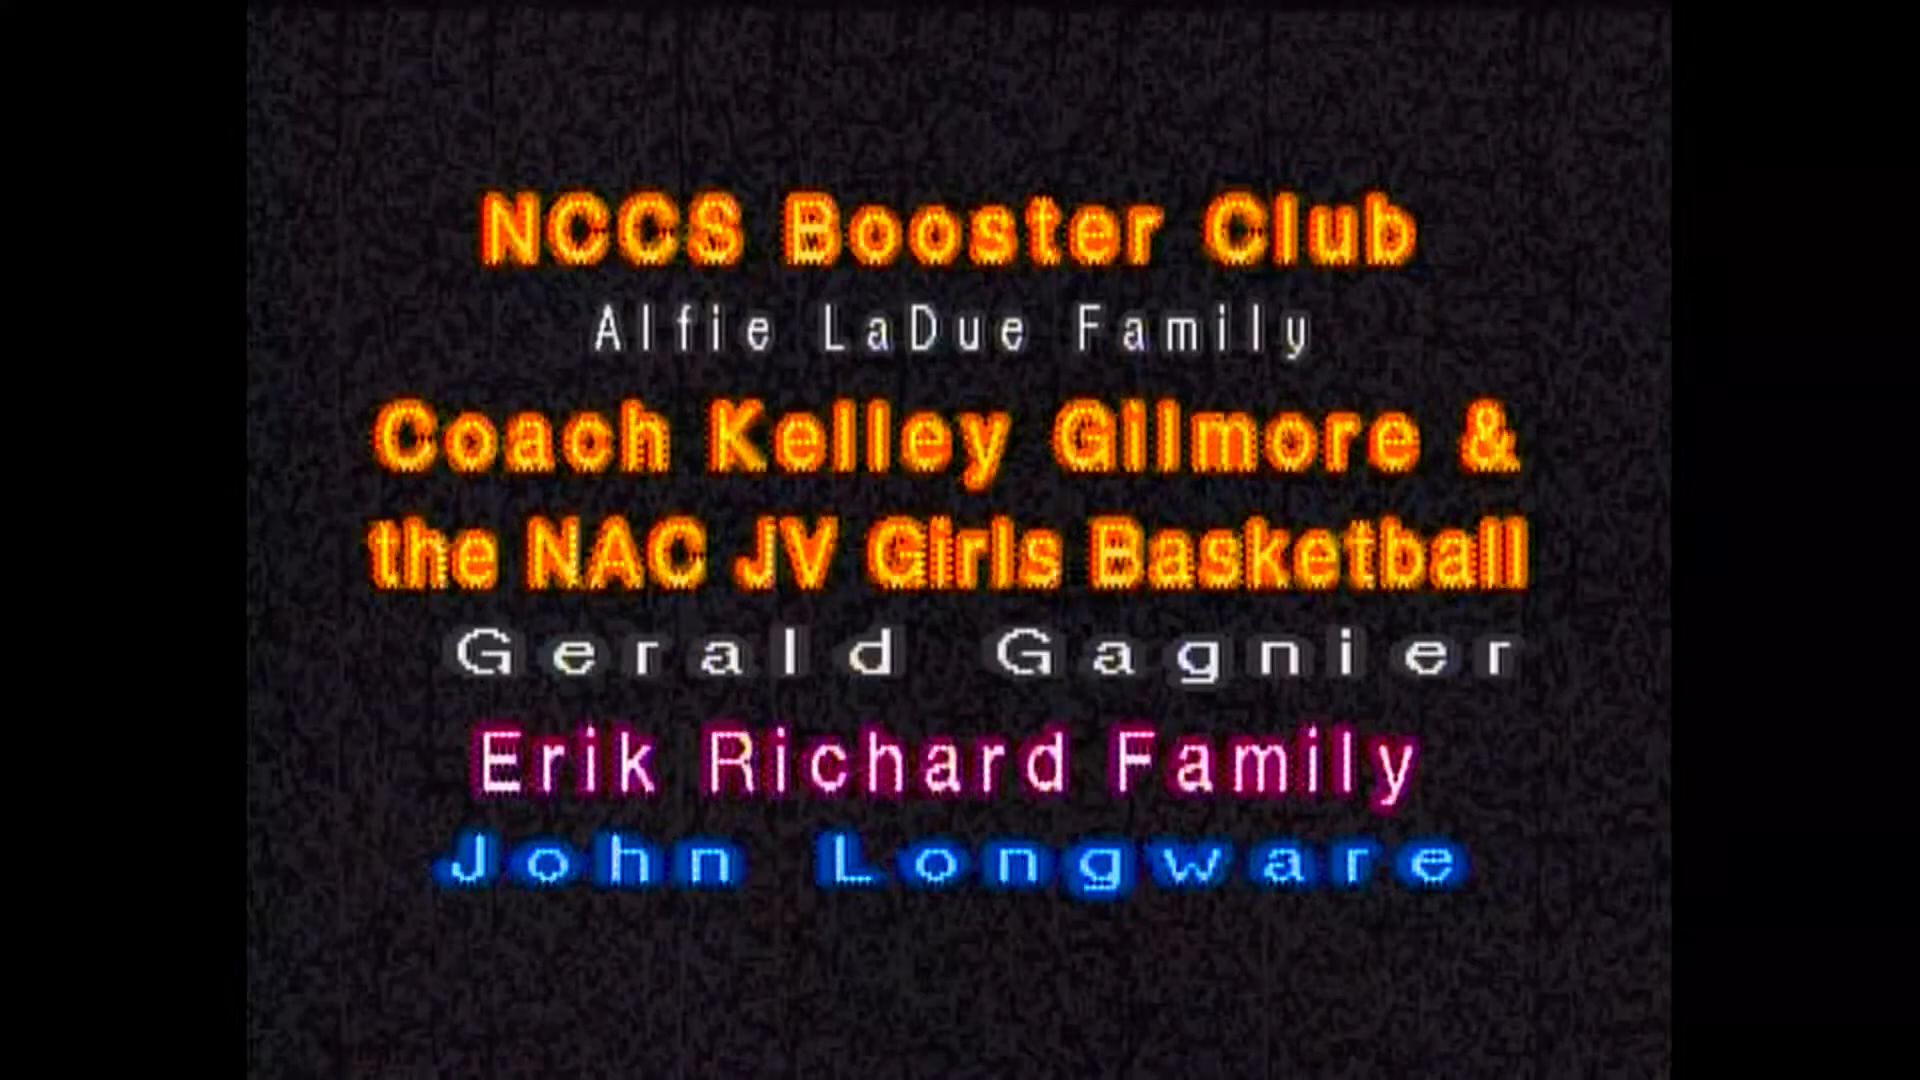 NCCS Booster Club
Alfie LaDue Family
Coach Kelley Gilmore &
the NAC JV Girls Basketball
Gerald Gagnier
Erik Richard Family
John Longware